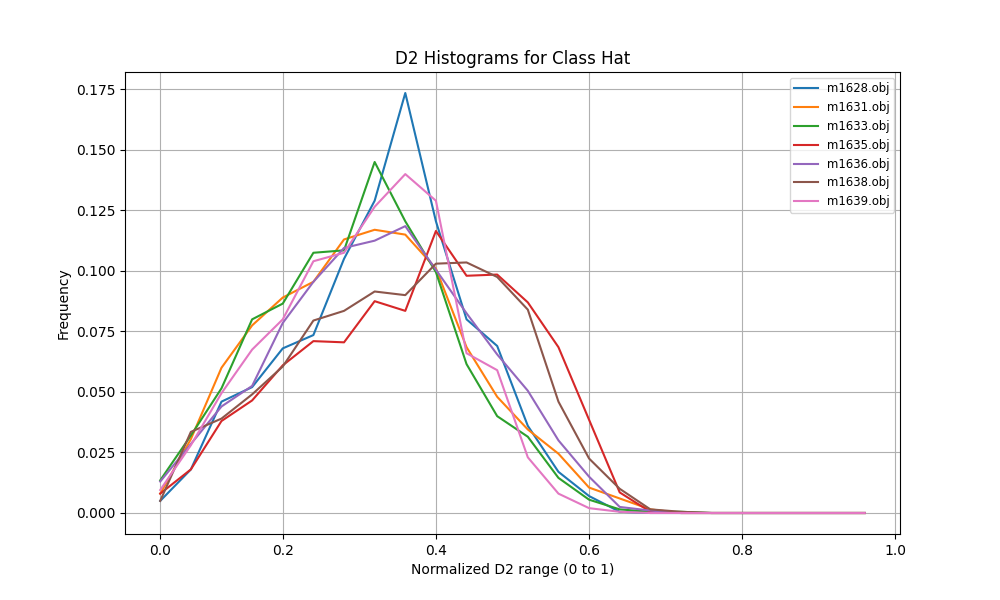 D2 Histograms for Class Hat
0.175
0.150
0.125
0.100
0.075
0.050
0.025
0.000
Frequency
m1628.obj
m1631.obj
m1633.obj
m1635.obj
m1636.obj
m1638.obj
m1639.obj
0.0 0.2 0.4 0.6 0.8 1.0
Normalized D2 range (0 to 1)